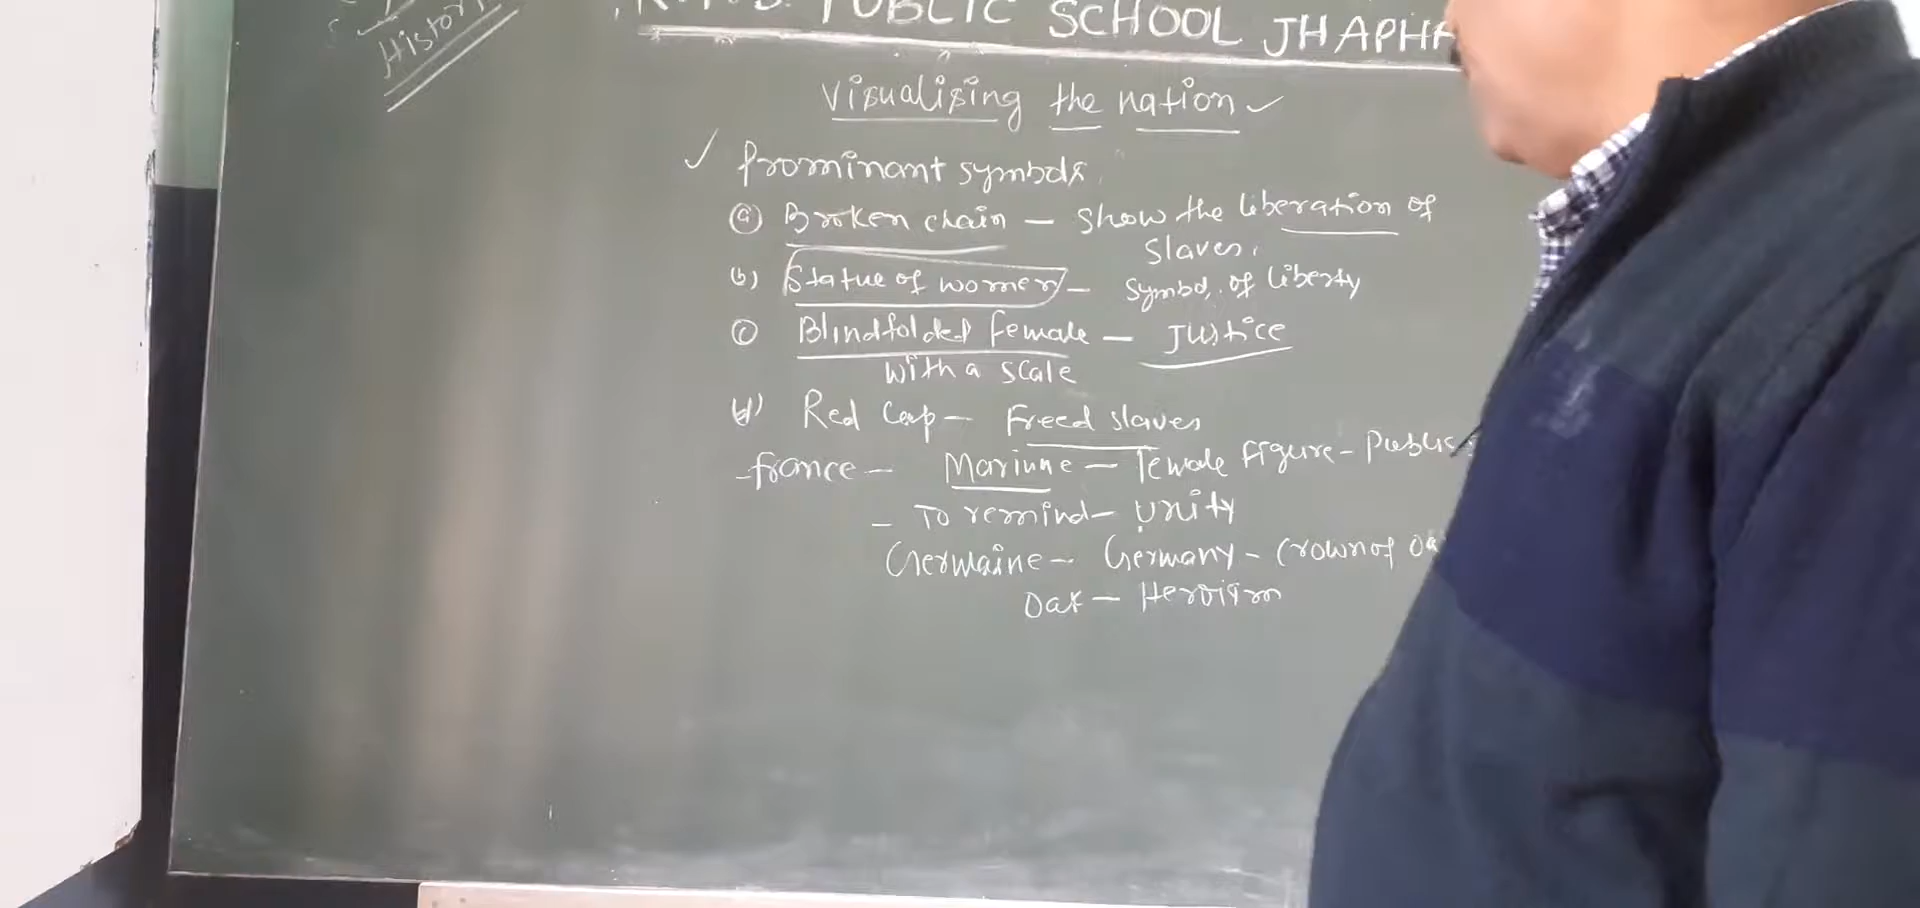 History
PUBLIC SCHOOL JHAPHA
Visualising the nation
Prominant symbols
(a) Broken chain - Show the liberation of
Slaves.
(b) Statue of women - Symbol of liberty
(c) Blindfolded female - Justice
with a scale
(d) Red Cap - Freed slaves
- france - Mariune - Female figure - Public
- To remind - Unity
Germaine - Germany - Crown of Oa
Oak - Heroism